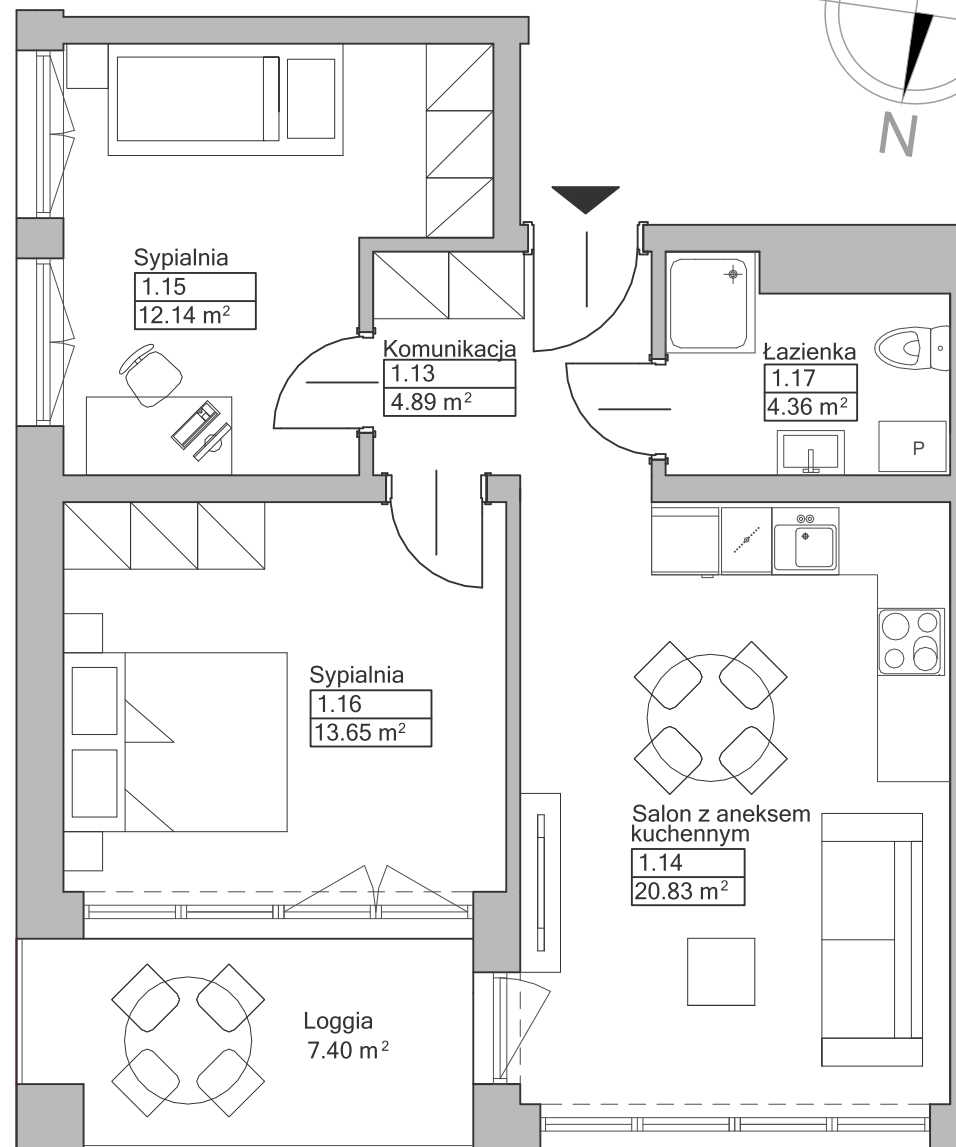 N
Sypialnia
1.15
12.14 m²
Komunikacja
1.13
4.89 m²
Łazienka
1.17
4.36 m²
P
Sypialnia
1.16
13.65 m²
Salon z aneksem
kuchennym
1.14
20.83 m²
Loggia
7.40 m²